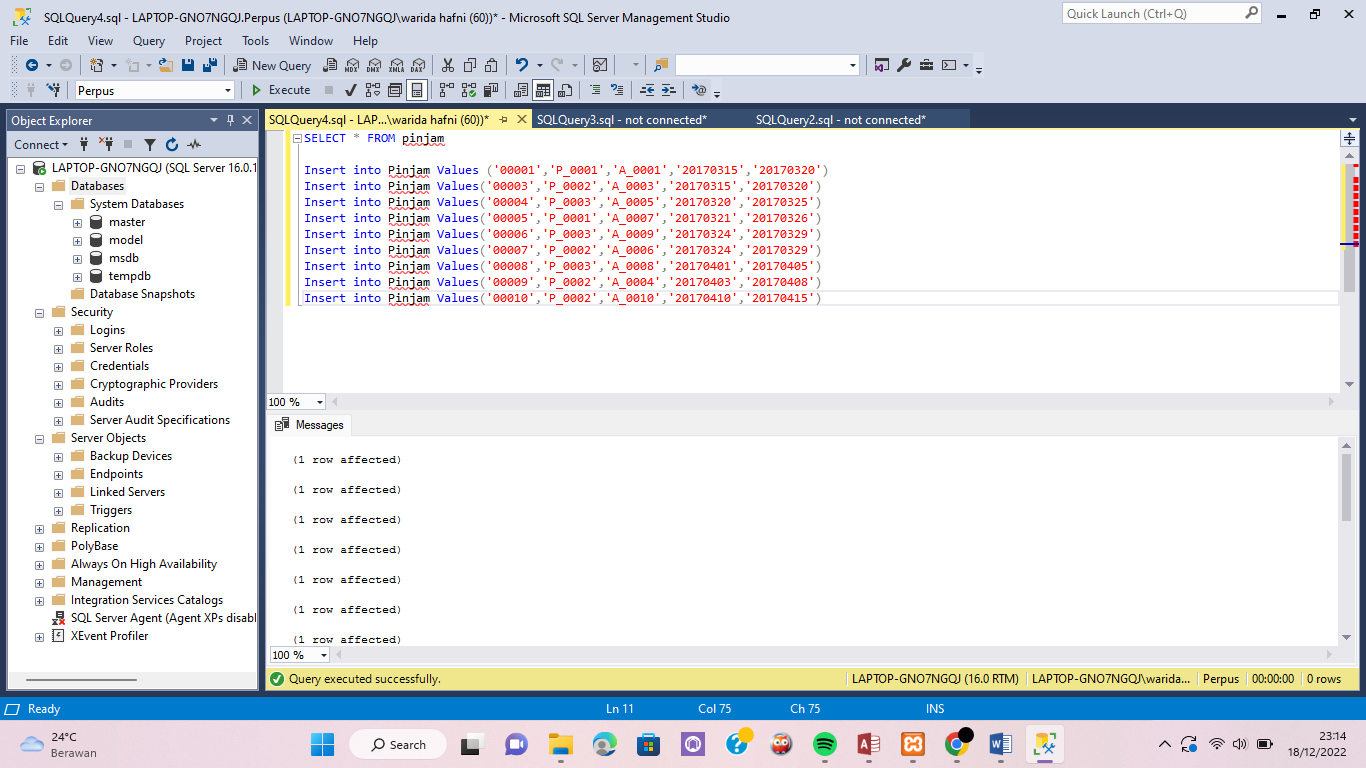 SQLQuery4.sql - LAPTOP-GNO7NGQJ.Perpus (LAPTOP-GNO7NGQJ\warida hafni (60))* - Microsoft SQL Server Management Studio
Quick Launch (Ctrl+Q)
File Edit View Query Project Tools Window Help
New Query
MDX DMX XMLA DAX
Perpus
Execute
Object Explorer
Connect
LAPTOP-GNO7NGQJ (SQL Server 16.0.1
Databases
System Databases
master
model
msdb
tempdb
Database Snapshots
Security
Logins
Server Roles
Credentials
Cryptographic Providers
Audits
Server Audit Specifications
Server Objects
Backup Devices
Endpoints
Linked Servers
Triggers
Replication
PolyBase
Always On High Availability
Management
Integration Services Catalogs
SQL Server Agent (Agent XPs disabl
XEvent Profiler
SQLQuery4.sql - LAP...\warida hafni (60))*
SQLQuery3.sql - not connected*
SQLQuery2.sql - not connected*
SELECT * FROM pinjam
Insert into Pinjam Values ('00001','P_0001','A_0001','20170315','20170320')
Insert into Pinjam Values('00003','P_0002','A_0003','20170315','20170320')
Insert into Pinjam Values('00004','P_0003','A_0005','20170320','20170325')
Insert into Pinjam Values('00005','P_0001','A_0007','20170321','20170326')
Insert into Pinjam Values('00006','P_0003','A_0009','20170324','20170329')
Insert into Pinjam Values('00007','P_0002','A_0006','20170324','20170329')
Insert into Pinjam Values('00008','P_0003','A_0008','20170401','20170405')
Insert into Pinjam Values('00009','P_0002','A_0004','20170403','20170408')
Insert into Pinjam Values('00010','P_0002','A_0010','20170410','20170415')
100 %
Messages
(1 row affected)
(1 row affected)
(1 row affected)
(1 row affected)
(1 row affected)
(1 row affected)
(1 row affected)
100 %
Query executed successfully.
LAPTOP-GNO7NGQJ (16.0 RTM)
LAPTOP-GNO7NGQJ\warida...
Perpus
00:00:00
0 rows
Ready
Ln 11
Col 75
Ch 75
INS
24°C
Berawan
Search
23:14
18/12/2022